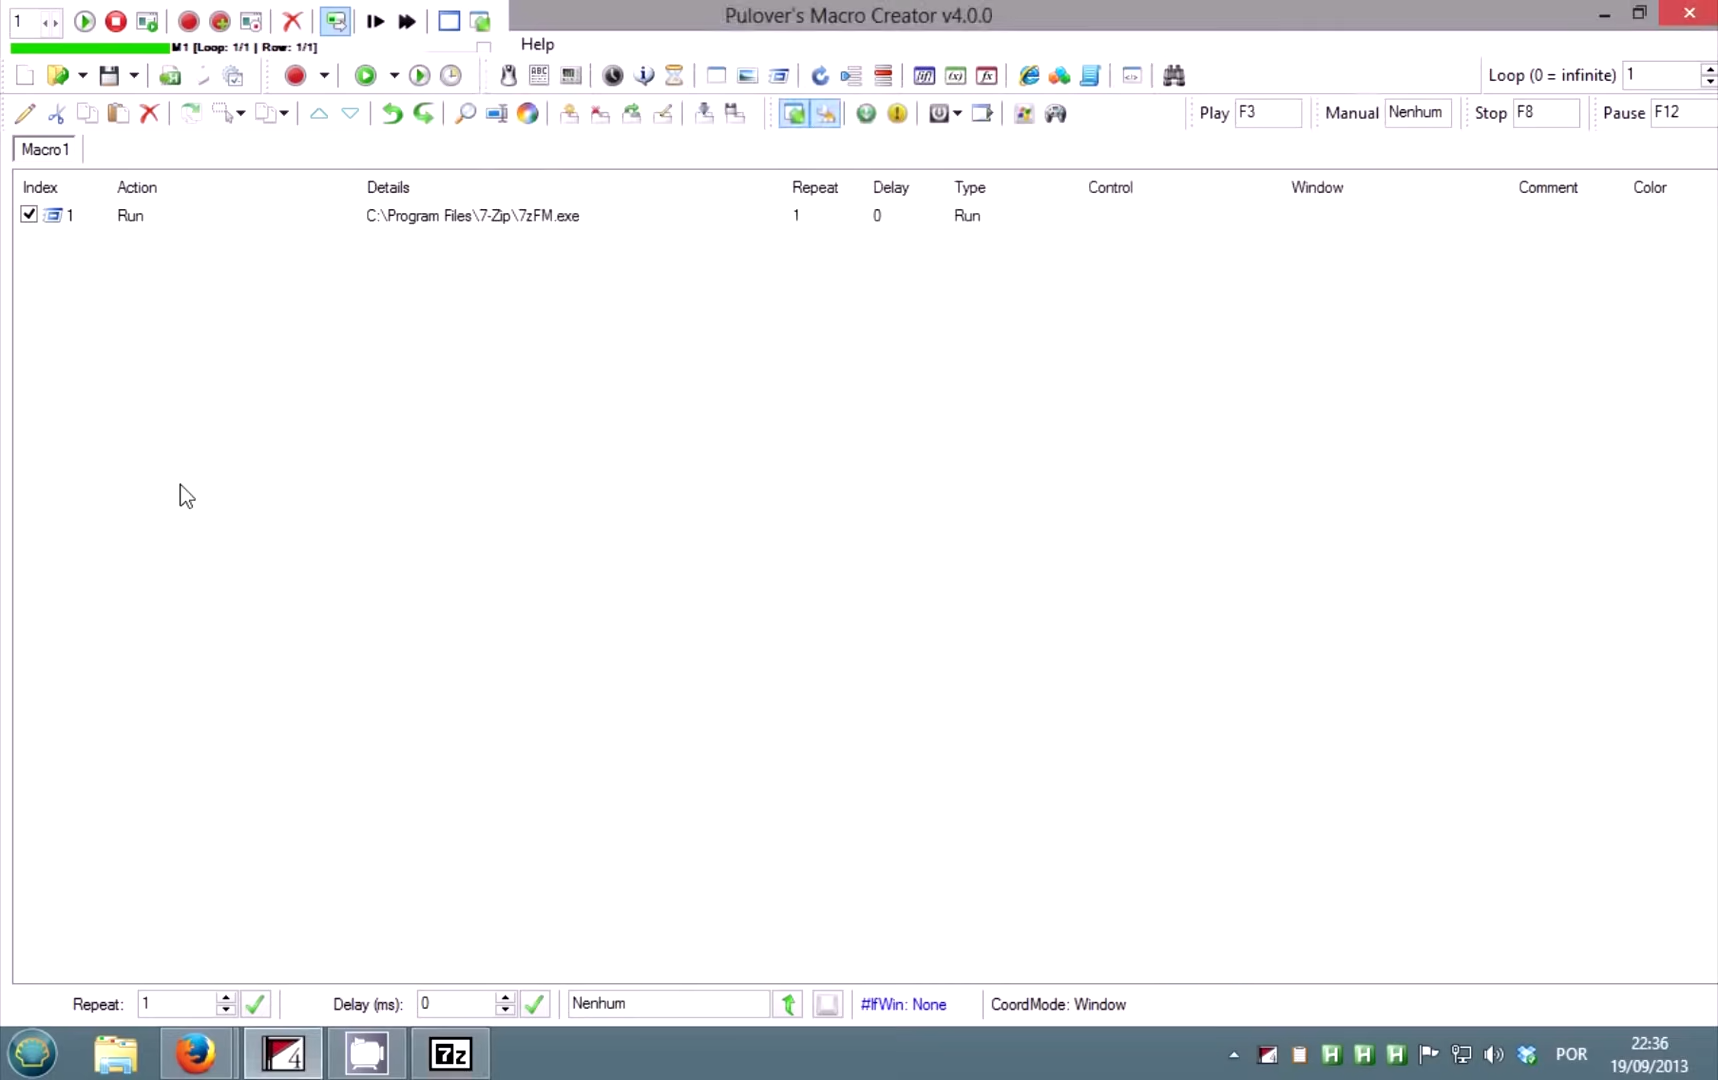 1
Pulover's Macro Creator v4.0.0
M1 [Loop: 1/1 | Row: 1/1]
Help
ABC
Loop (0 = infinite) 1
Play F3 Manual Nenhum Stop F8 Pause F12
Macro1
Index Action Details Repeat Delay Type Control Window Comment Color
1 Run C:\Program Files\7-Zip\7zFM.exe 1 0 Run
Repeat: 1 Delay (ms): 0 Nenhum #IfWin: None CoordMode: Window
4 7z H H H POR 22:36
19/09/2013